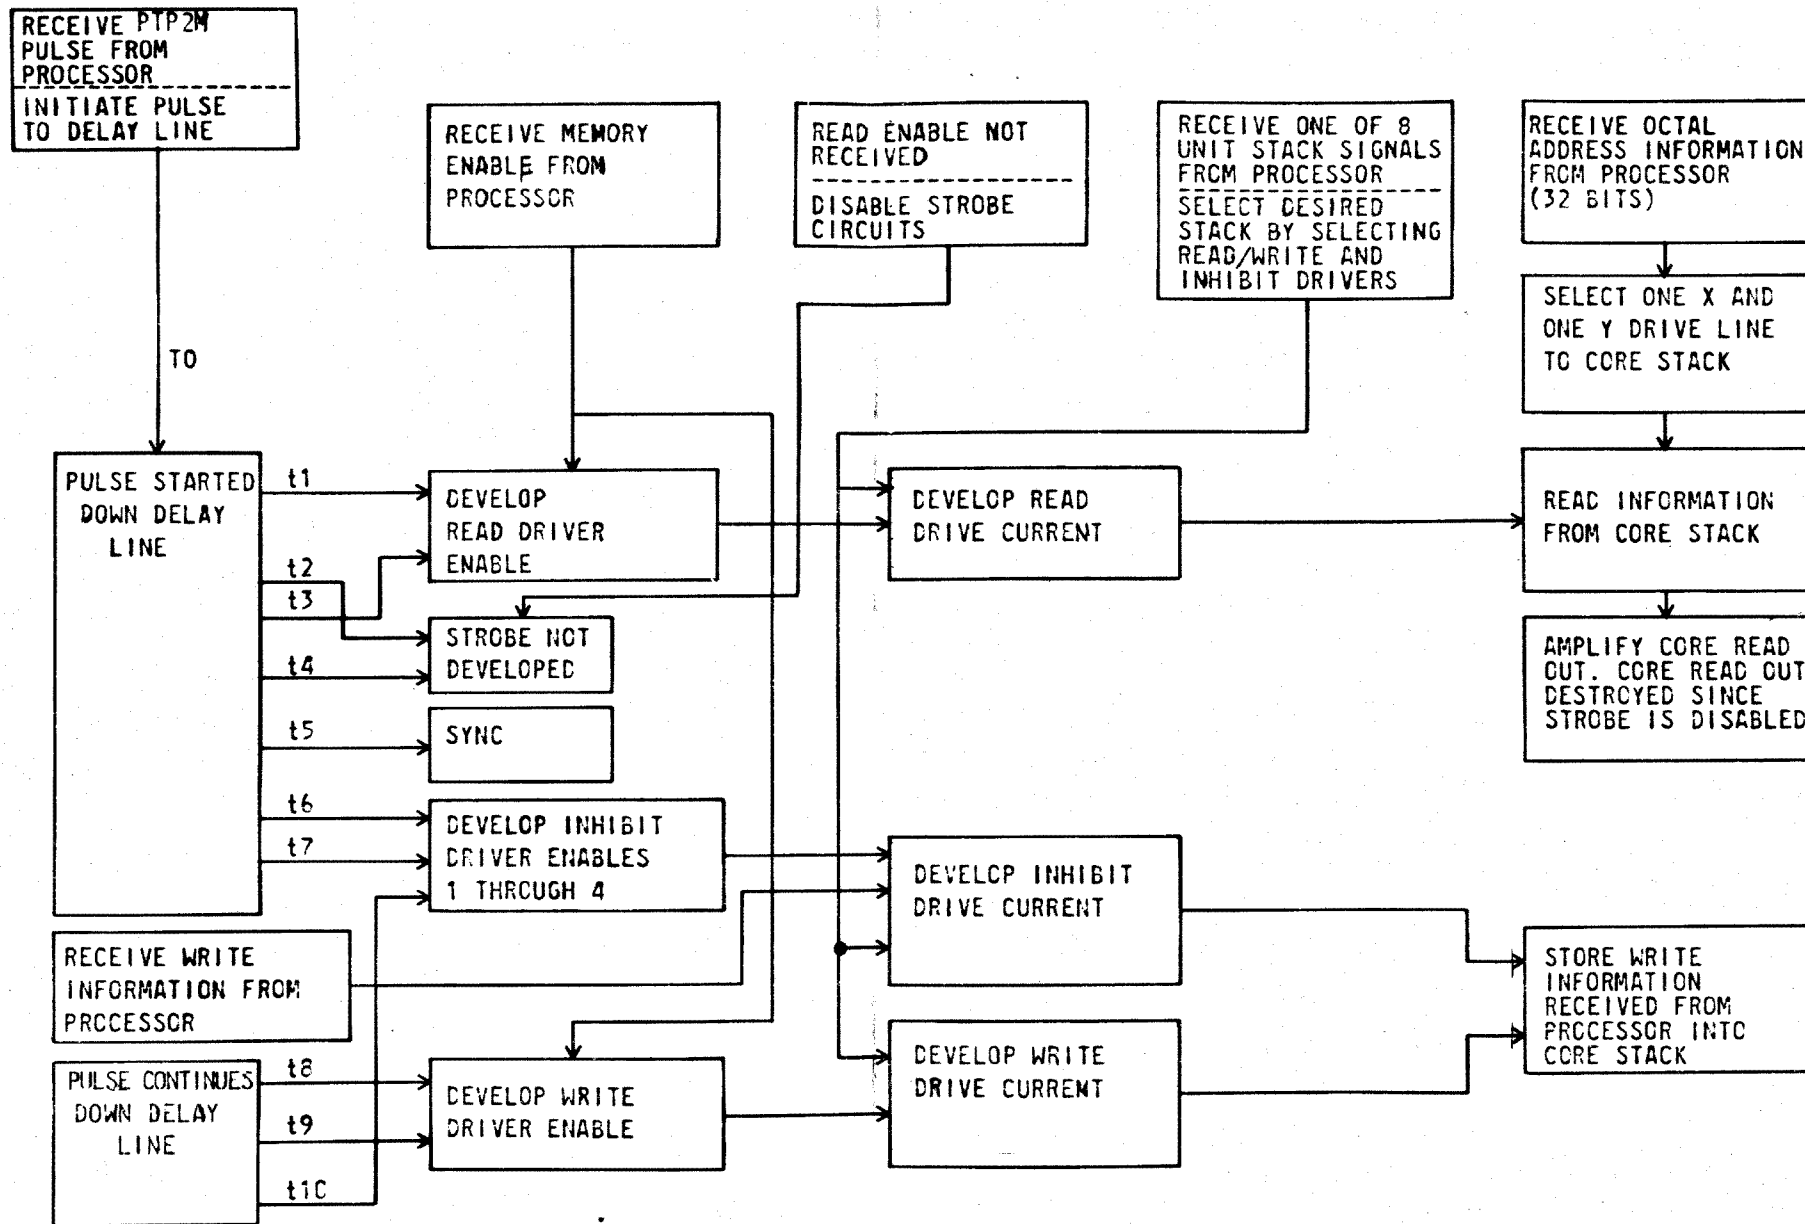 RECEIVE PTP2M
PULSE FROM
PROCESSOR
INITIATE PULSE
TO DELAY LINE
RECEIVE MEMORY
ENABLE FROM
PROCESSOR
READ ENABLE NOT
RECEIVED
DISABLE STROBE
CIRCUITS
RECEIVE ONE OF 8
UNIT STACK SIGNALS
FROM PROCESSOR
SELECT DESIRED
STACK BY SELECTING
READ/WRITE AND
INHIBIT DRIVERS
RECEIVE OCTAL
ADDRESS INFORMATION
FROM PROCESSOR
(32 BITS)
SELECT ONE X AND
ONE Y DRIVE LINE
TO CORE STACK
TO
PULSE STARTED
DOWN DELAY
LINE
t1
t2
t3
t4
t5
t6
t7
DEVELOP
READ DRIVER
ENABLE
DEVELOP READ
DRIVE CURRENT
READ INFORMATION
FROM CORE STACK
STROBE NOT
DEVELOPED
AMPLIFY CORE READ
OUT. CORE READ OUT
DESTROYED SINCE
STROBE IS DISABLED
SYNC
DEVELOP INHIBIT
DRIVER ENABLES
1 THROUGH 4
DEVELOP INHIBIT
DRIVE CURRENT
RECEIVE WRITE
INFORMATION FROM
PROCESSOR
STORE WRITE
INFORMATION
RECEIVED FROM
PROCESSOR INTO
CORE STACK
PULSE CONTINUES
DOWN DELAY
LINE
t8
t9
t10
DEVELOP WRITE
DRIVER ENABLE
DEVELOP WRITE
DRIVE CURRENT